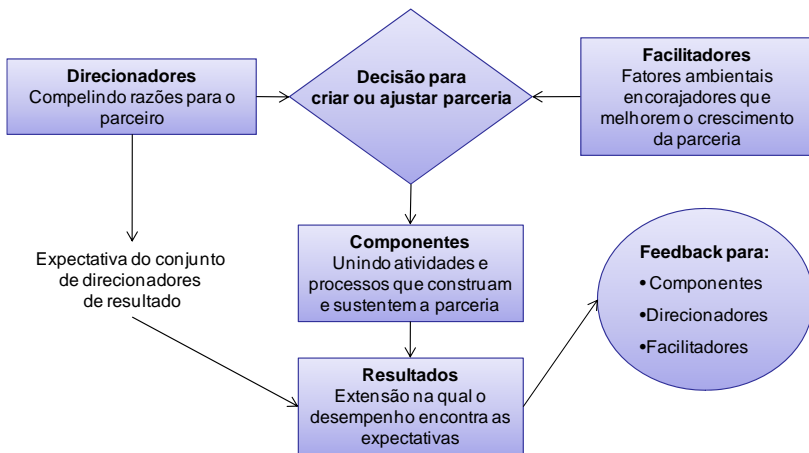 Direcionadores
Compelindo razões para o
parceiro
Decisão para
criar ou ajustar parceria
Facilitadores
Fatores ambientais
encorajadores que
melhorem o crescimento
da parceria
Expectativa do conjunto
de direcionadores
de resultado
Componentes
Unindo atividades e
processos que construam
e sustentem a parceria
Feedback para:
• Componentes
•Direcionadores
•Facilitadores
Resultados
Extensão na qual o
desempenho encontra as
expectativas